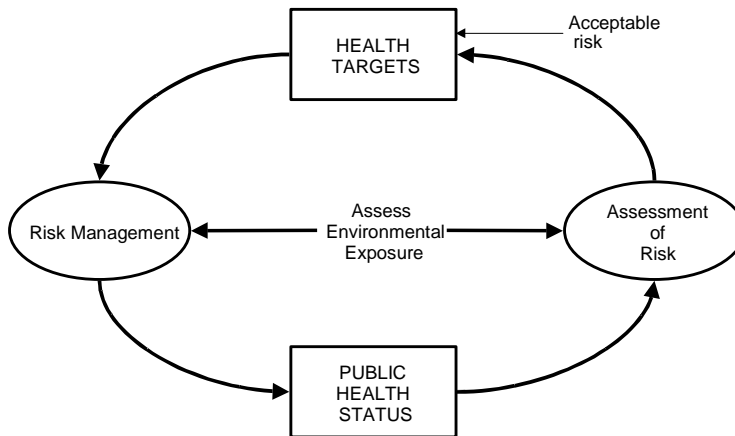 Acceptable
risk
HEALTH
TARGETS
Risk Management
Assess
Environmental
Exposure
Assessment
of
Risk
PUBLIC
HEALTH
STATUS